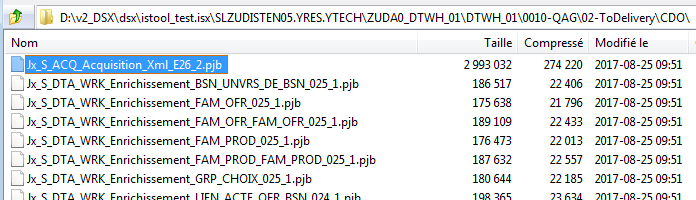 D:\v2_DSX\dsx\istool_test.isx\SLZUDISTEN05.YRES.YTECH\ZUDA0_DTWH_01\DTWH_01\0010-QAG\02-ToDelivery\CDO\
Nom Taille Compressé Modifié le
Jx_S_ACQ_Acquisition_Xml_E26_2.pjb 2 993 032 274 220 2017-08-25 09:51
Jx_S_DTA_WRK_Enrichissement_BSN_UNVRS_DE_BSN_025_1.pjb 186 517 22 406 2017-08-25 09:51
Jx_S_DTA_WRK_Enrichissement_FAM_OFR_025_1.pjb 175 638 21 796 2017-08-25 09:51
Jx_S_DTA_WRK_Enrichissement_FAM_OFR_FAM_OFR_025_1.pjb 189 109 22 433 2017-08-25 09:51
Jx_S_DTA_WRK_Enrichissement_FAM_PROD_025_1.pjb 176 473 22 013 2017-08-25 09:51
Jx_S_DTA_WRK_Enrichissement_FAM_PROD_FAM_PROD_025_1.pjb 187 632 22 557 2017-08-25 09:51
Jx_S_DTA_WRK_Enrichissement_GRP_CHOIX_025_1.pjb 180 644 22 185 2017-08-25 09:51
Jx_S_DTA_WRK_Enrichissement_LIEN_ACTE_OFR_BSN_024_1.pjb 198 365 23 634 2017-08-25 09:51